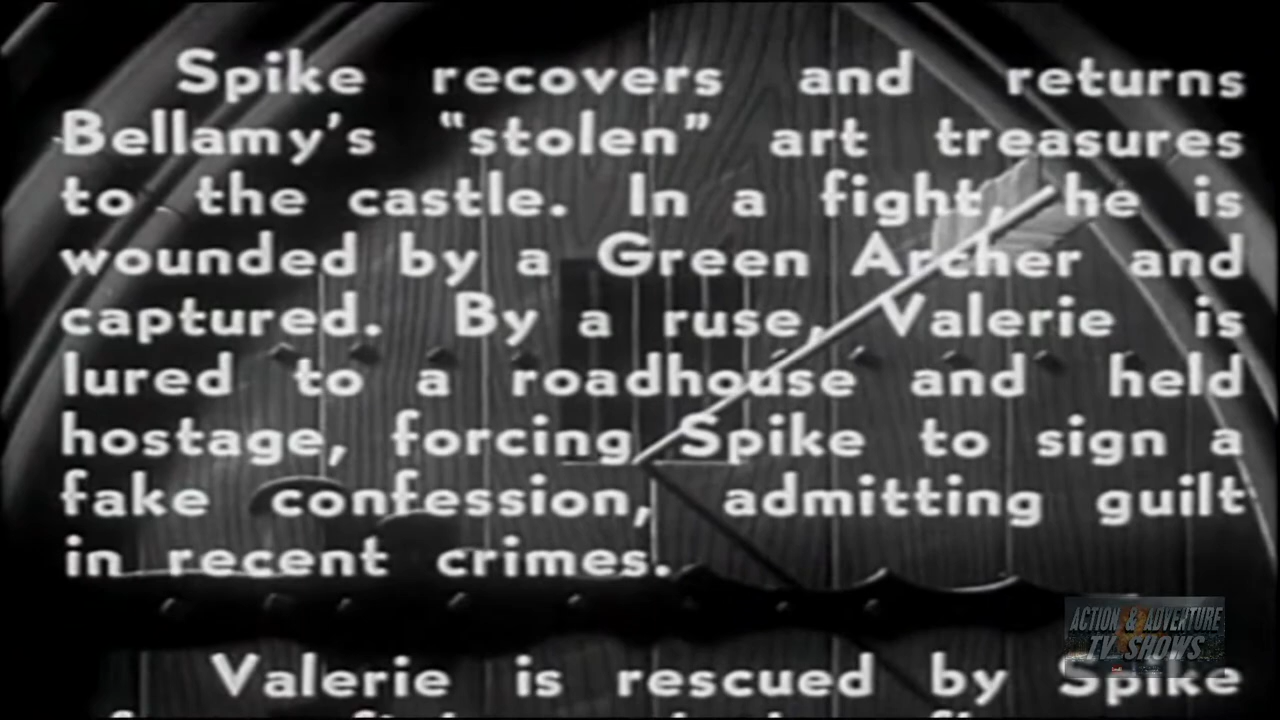 Spike recovers and returns
Bellamy's "stolen" art treasures
to the castle. In a fight, he is
wounded by a Green Archer and
captured. By a ruse, Valerie is
lured to a roadhouse and held
hostage, forcing Spike to sign a
fake confession, admitting guilt
in recent crimes.
Valerie is rescued by Spike
ACTION & ADVENTURE
TV SHOWS